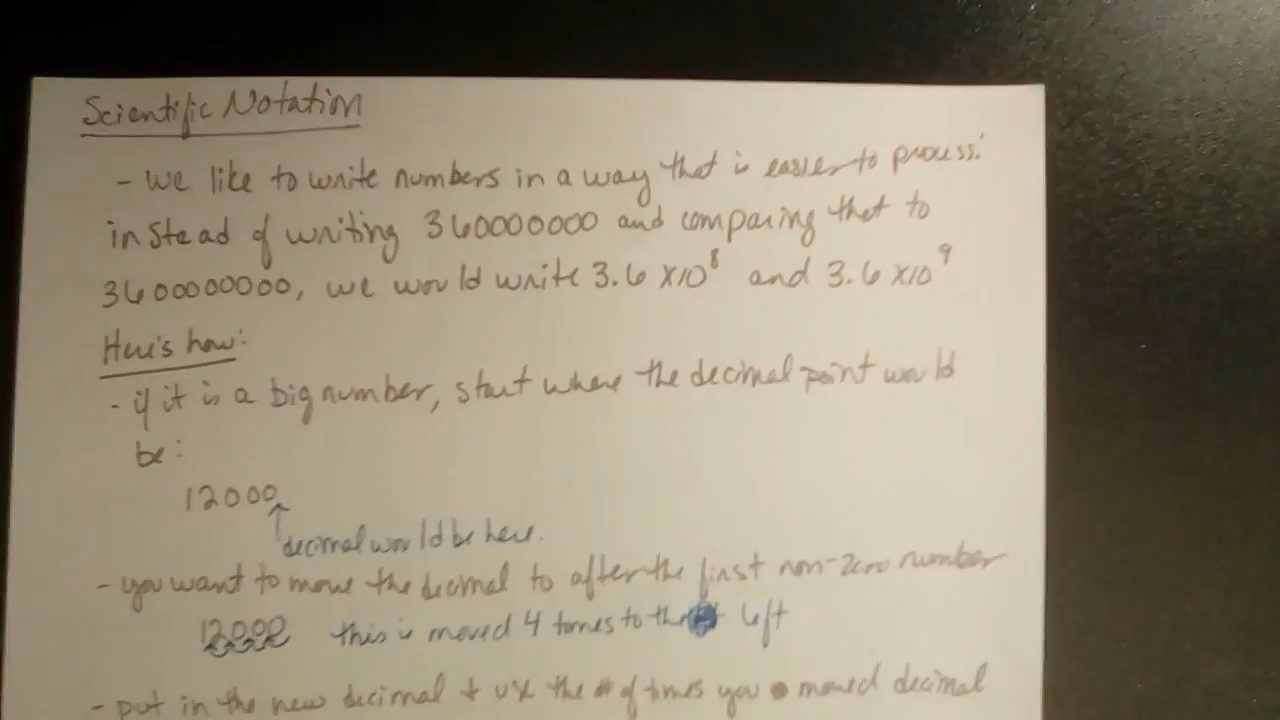 Scientific Notation
- we like to write numbers in a way that is easier to process:
instead of writing 360000000 and comparing that to
3600000000, we would write 3.6 x10⁸ and 3.6 x10⁹
Here's how:
- if it is a big number, start where the decimal point would
be:
12000
decimal would be here.
- you want to move the decimal to after the first non-zero number
12000 this is moved 4 times to the left
- put in the new decimal + use the # of times you moved decimal